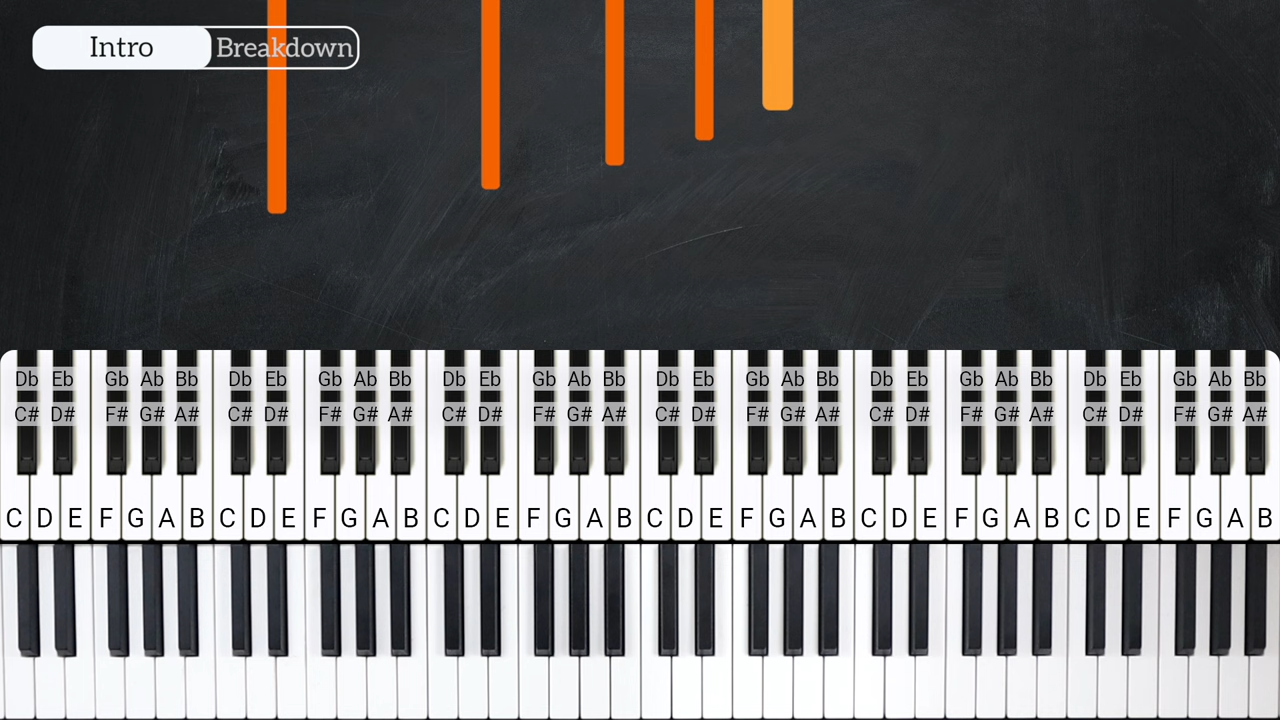 Intro Breakdown
Db Eb Gb Ab Bb Db Eb Gb Ab Bb Db Eb Gb Ab Bb Db Eb Gb Ab Bb Db Eb Gb Ab Bb Db Eb Gb Ab Bb
C# D# F# G# A# C# D# F# G# A# C# D# F# G# A# C# D# F# G# A# C# D# F# G# A# C# D# F# G# A#
C D E F G A B C D E F G A B C D E F G A B C D E F G A B C D E F G A B C D E F G A B